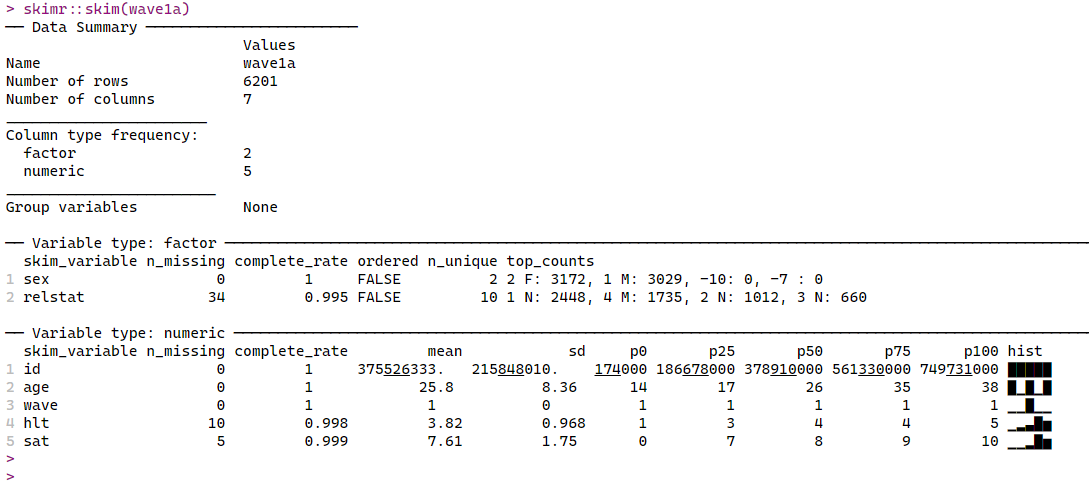 > skimr::skim(wave1a)
── Data Summary ────────────────────────
                           Values
Name                       wave1a
Number of rows             6201
Number of columns          7
_______________________
Column type frequency:
  factor                   2
  numeric                  5
________________________
Group variables            None

── Variable type: factor ──────────────────────────────
  skim_variable n_missing complete_rate ordered n_unique top_counts
1 sex                   0         1     FALSE          2 2 F: 3172, 1 M: 3029, -10: 0, -7 : 0
2 relstat              34         0.995 FALSE         10 1 N: 2448, 4 M: 1735, 2 N: 1012, 3 N: 660

── Variable type: numeric ──────────────────────────────
  skim_variable n_missing complete_rate         mean            sd     p0       p25       p50       p75      p100 hist
1 id                    0         1     375526333.   215848010.    174000 186678000 378910000 561330000 749731000 ▇▇▇▇▇
2 age                   0         1            25.8          8.36      14        17        26        35        38 ▇▁▇▁▇
3 wave                  0         1             1            0          1         1         1         1         1 ▁▁▇▁▁
4 hlt                  10         0.998         3.82         0.968      1         3         4         4         5 ▁▂▃▇▅
5 sat                   5         0.999         7.61         1.75       0         7         8         9        10 ▁▁▂▇▅
>
>